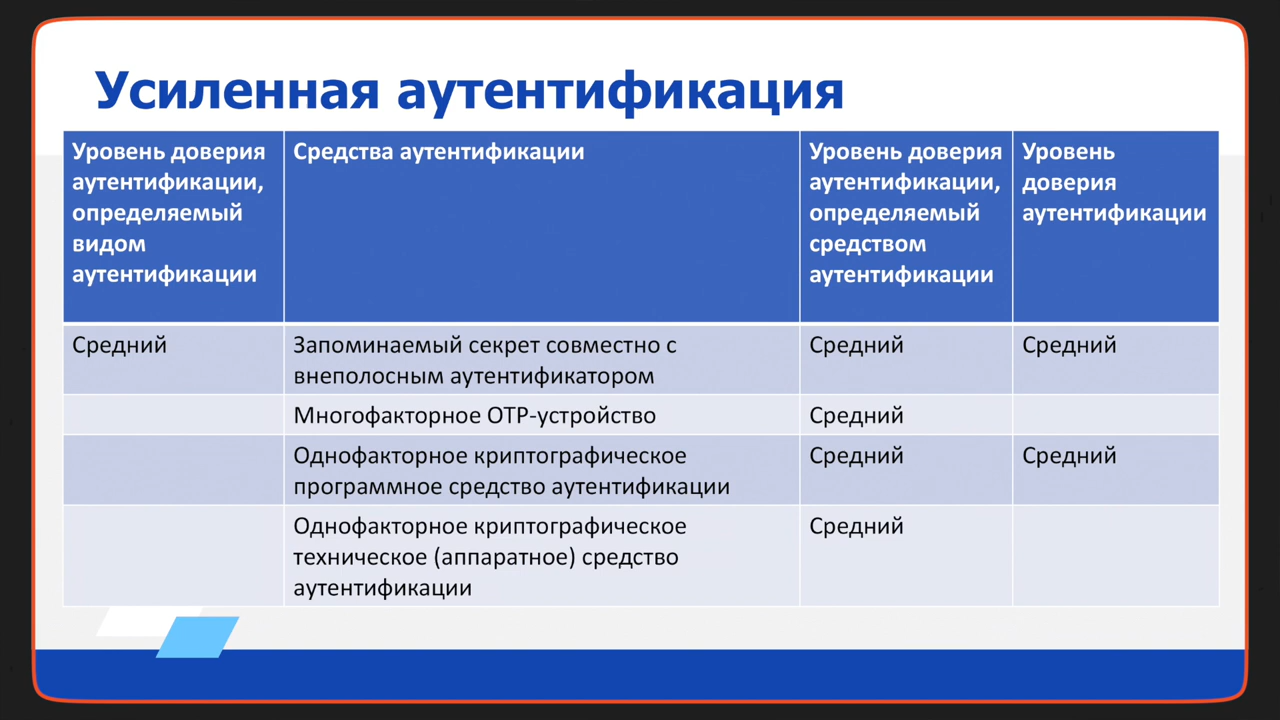 Усиленная аутентификация
Уровень доверия
аутентификации,
определяемый
видом
аутентификации
Средства аутентификации
Уровень доверия
аутентификации,
определяемый
средством
аутентификации
Уровень
доверия
аутентификации
Средний
Запоминаемый секрет совместно с
внеполосным аутентификатором
Средний
Средний
Многофакторное OTP-устройство
Средний
Однофакторное криптографическое
программное средство аутентификации
Средний
Средний
Однофакторное криптографическое
техническое (аппаратное) средство
аутентификации
Средний